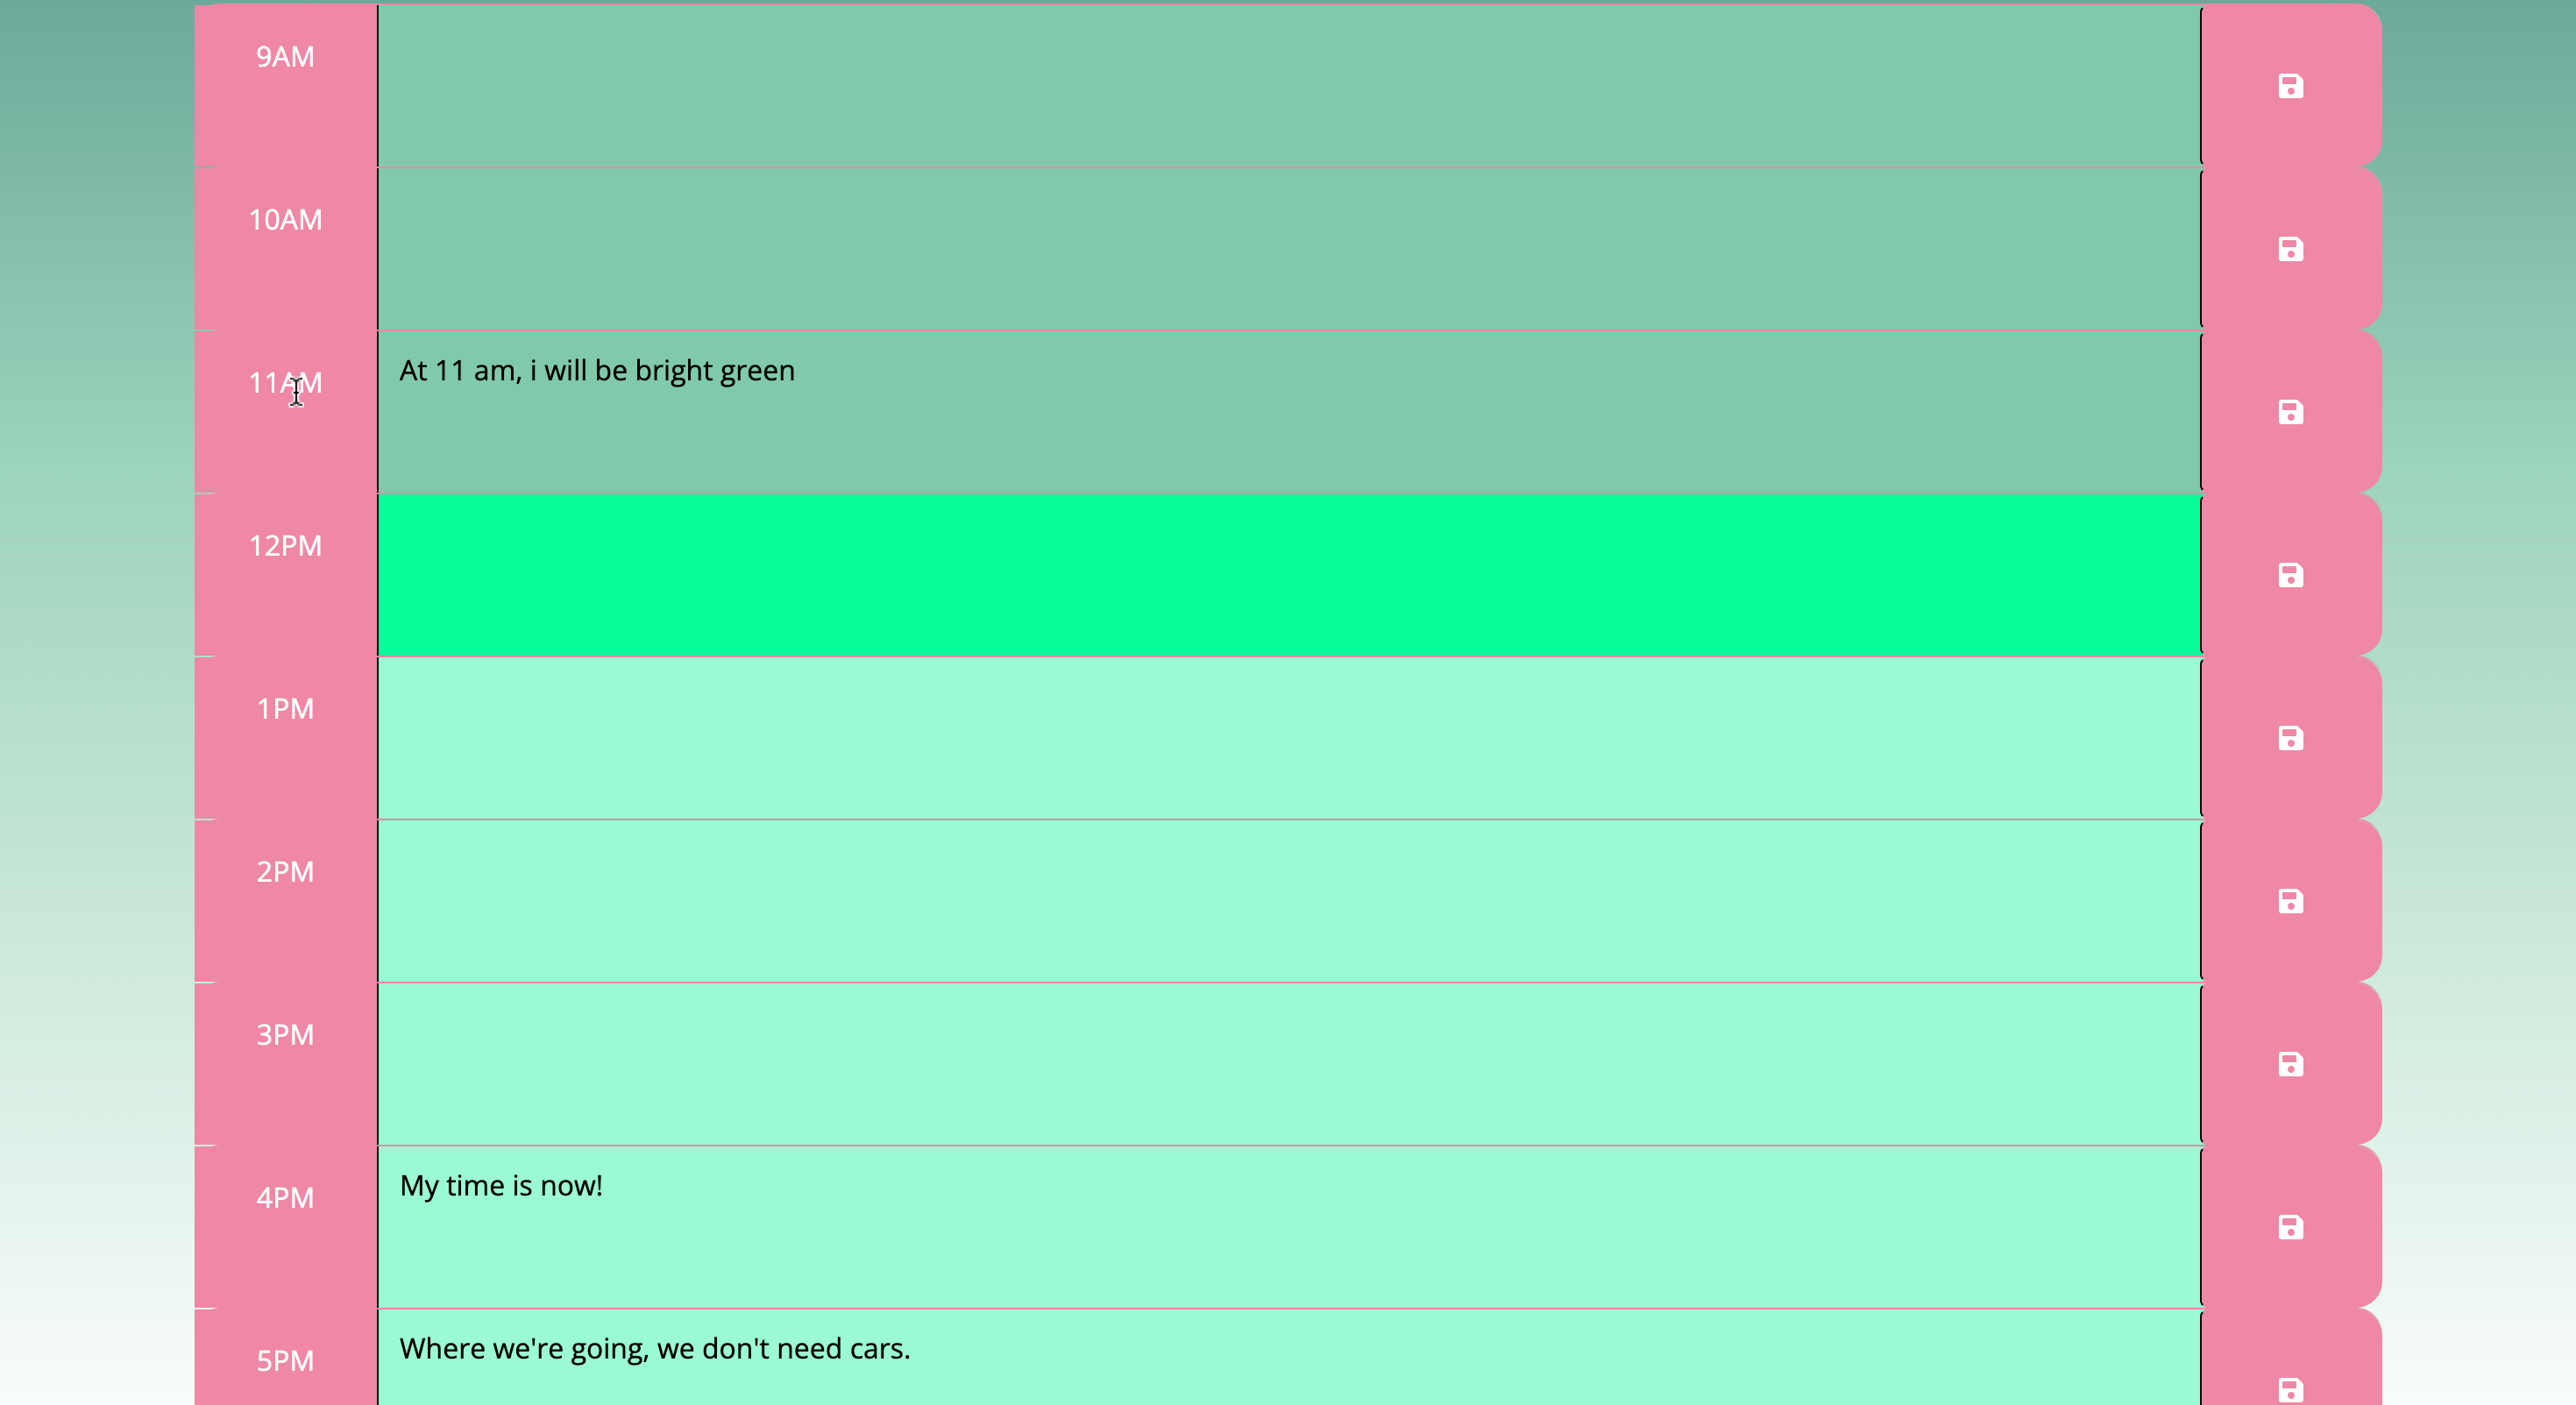 9AM
10AM
11AM
At 11 am, i will be bright green
12PM
1PM
2PM
3PM
4PM
My time is now!
5PM
Where we're going, we don't need cars.